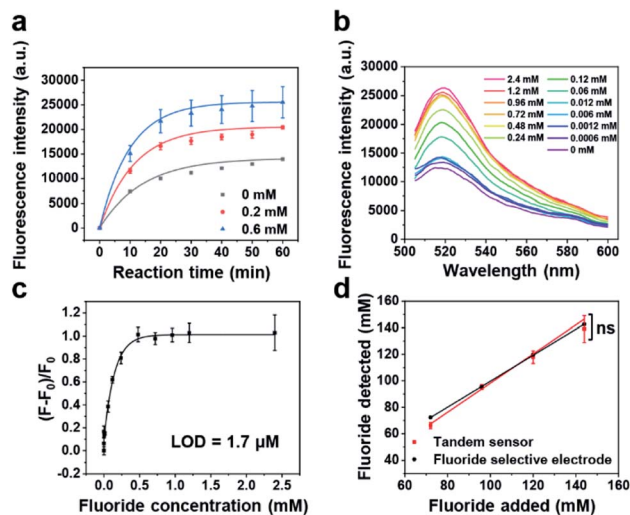 a
Fluorescence intensity (a.u.)
30000
25000
20000
15000
10000
5000
0
0 mM
0.2 mM
0.6 mM
0 10 20 30 40 50 60
Reaction time (min)
b
Fluorescence intensity (a.u.)
30000
25000
20000
15000
10000
5000
0
2.4 mM 0.12 mM
1.2 mM 0.06 mM
0.96 mM 0.012 mM
0.72 mM 0.006 mM
0.48 mM 0.0012 mM
0.24 mM 0.0006 mM
0 mM
500 520 540 560 580 600
Wavelength (nm)
c
(F-F0)/F0
1.4
1.2
1.0
0.8
0.6
0.4
0.2
0.0
-0.2
LOD = 1.7 μM
0.0 0.5 1.0 1.5 2.0 2.5
Fluoride concentration (mM)
d
Fluoride detected (mM)
160
140
120
100
80
60
40
ns
Tandem sensor
Fluoride selective electrode
60 80 100 120 140 160
Fluoride added (mM)